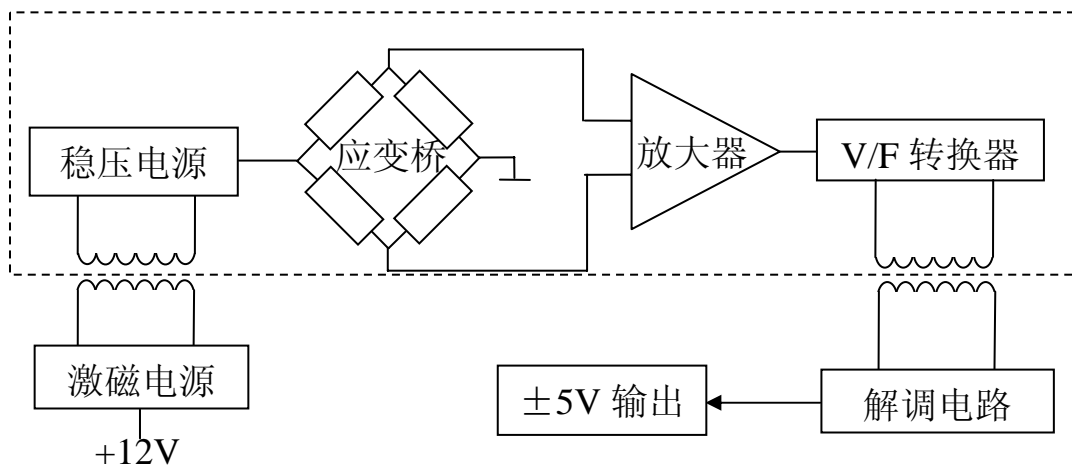 稳压电源
应变桥
放大器
V/F 转换器
激磁电源
+12V
±5V 输出
解调电路